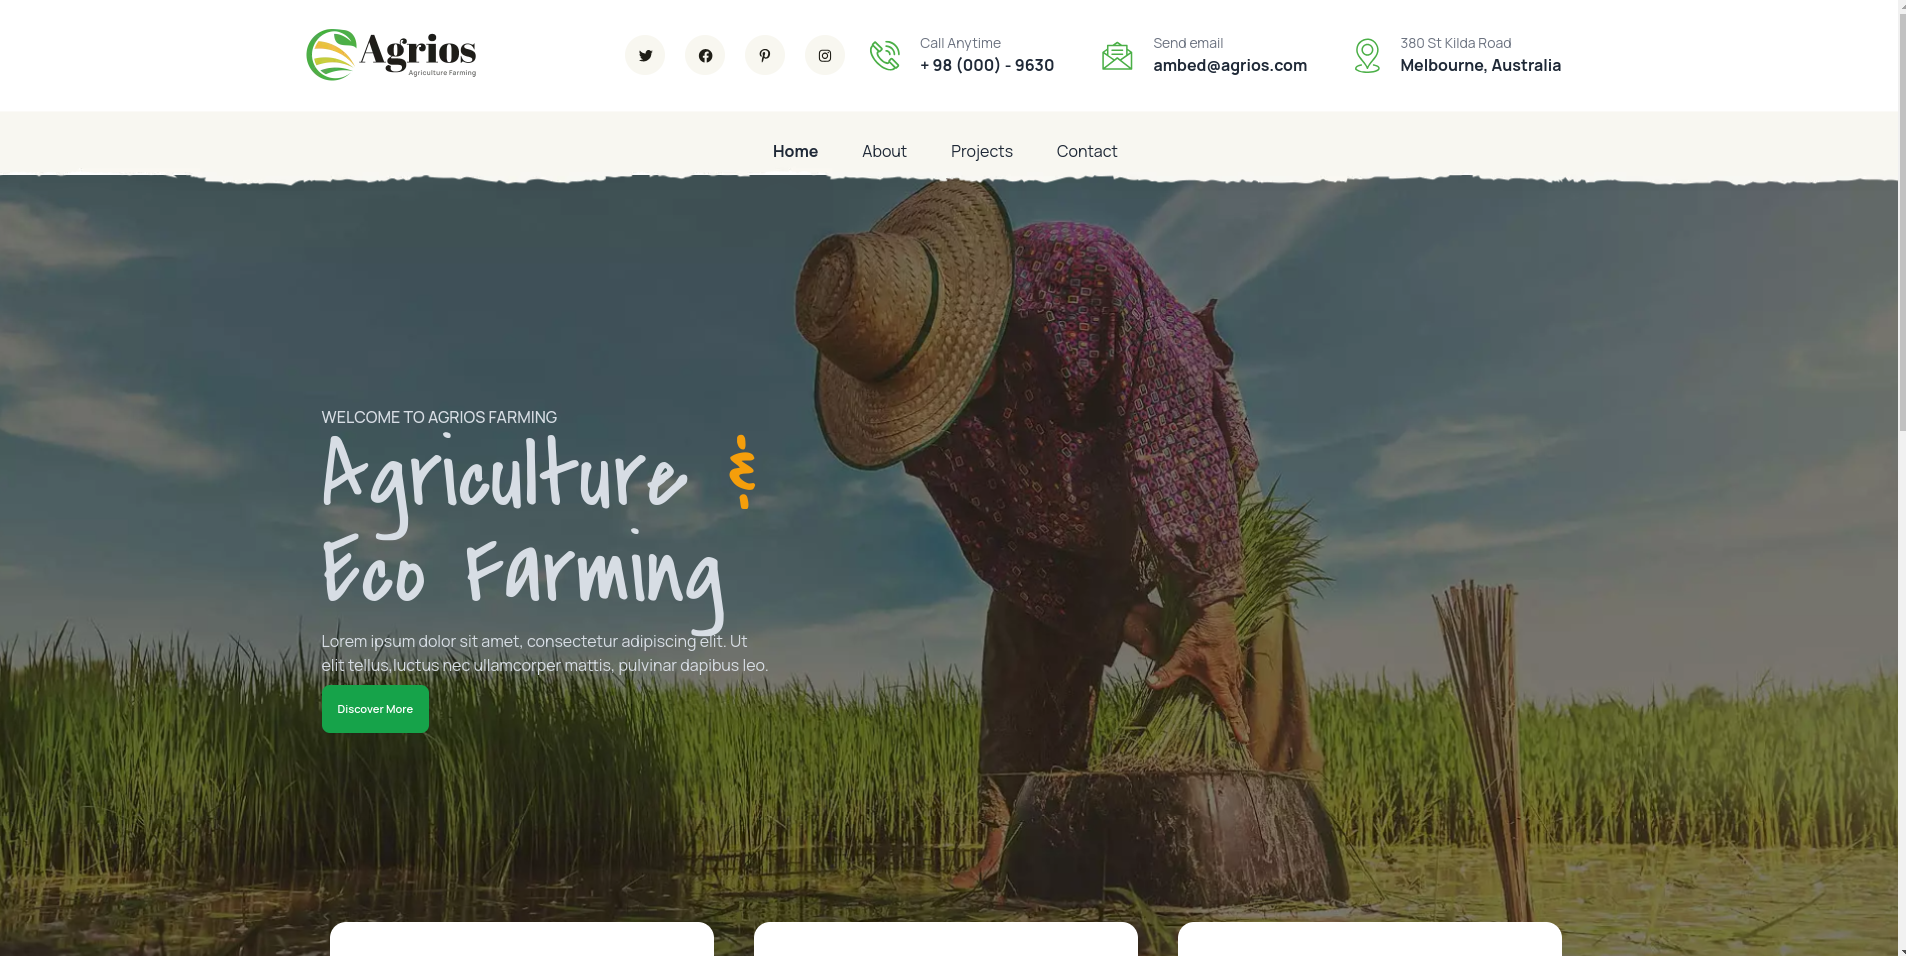 Agrios
Agriculture Farming
Call Anytime
+ 98 (000) - 9630
Send email
ambed@agrios.com
380 St Kilda Road
Melbourne, Australia
Home About Projects Contact
WELCOME TO AGRIOS FARMING
Agriculture &
Eco Farming
Lorem ipsum dolor sit amet, consectetur adipiscing elit. Ut
elit tellus,luctus nec ullamcorper mattis, pulvinar dapibus leo.
Discover More